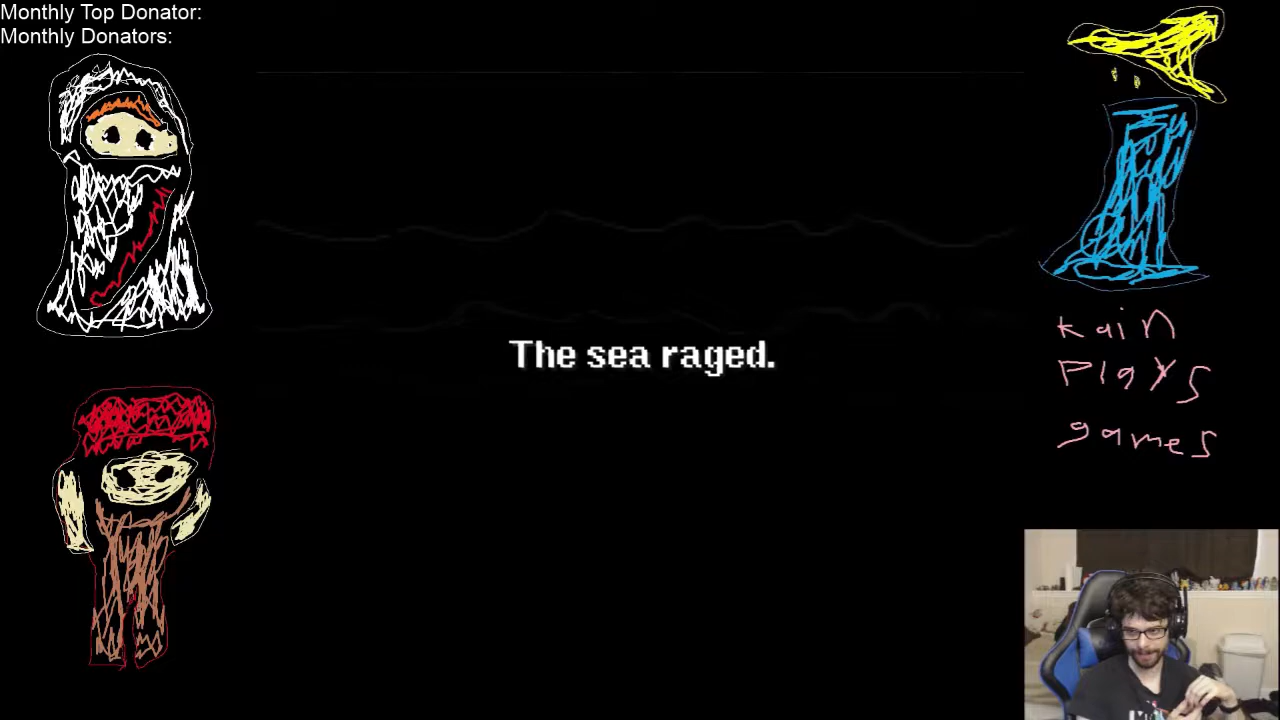 Monthly Top Donator:
Monthly Donators:
The sea raged.
kain
Plays
games